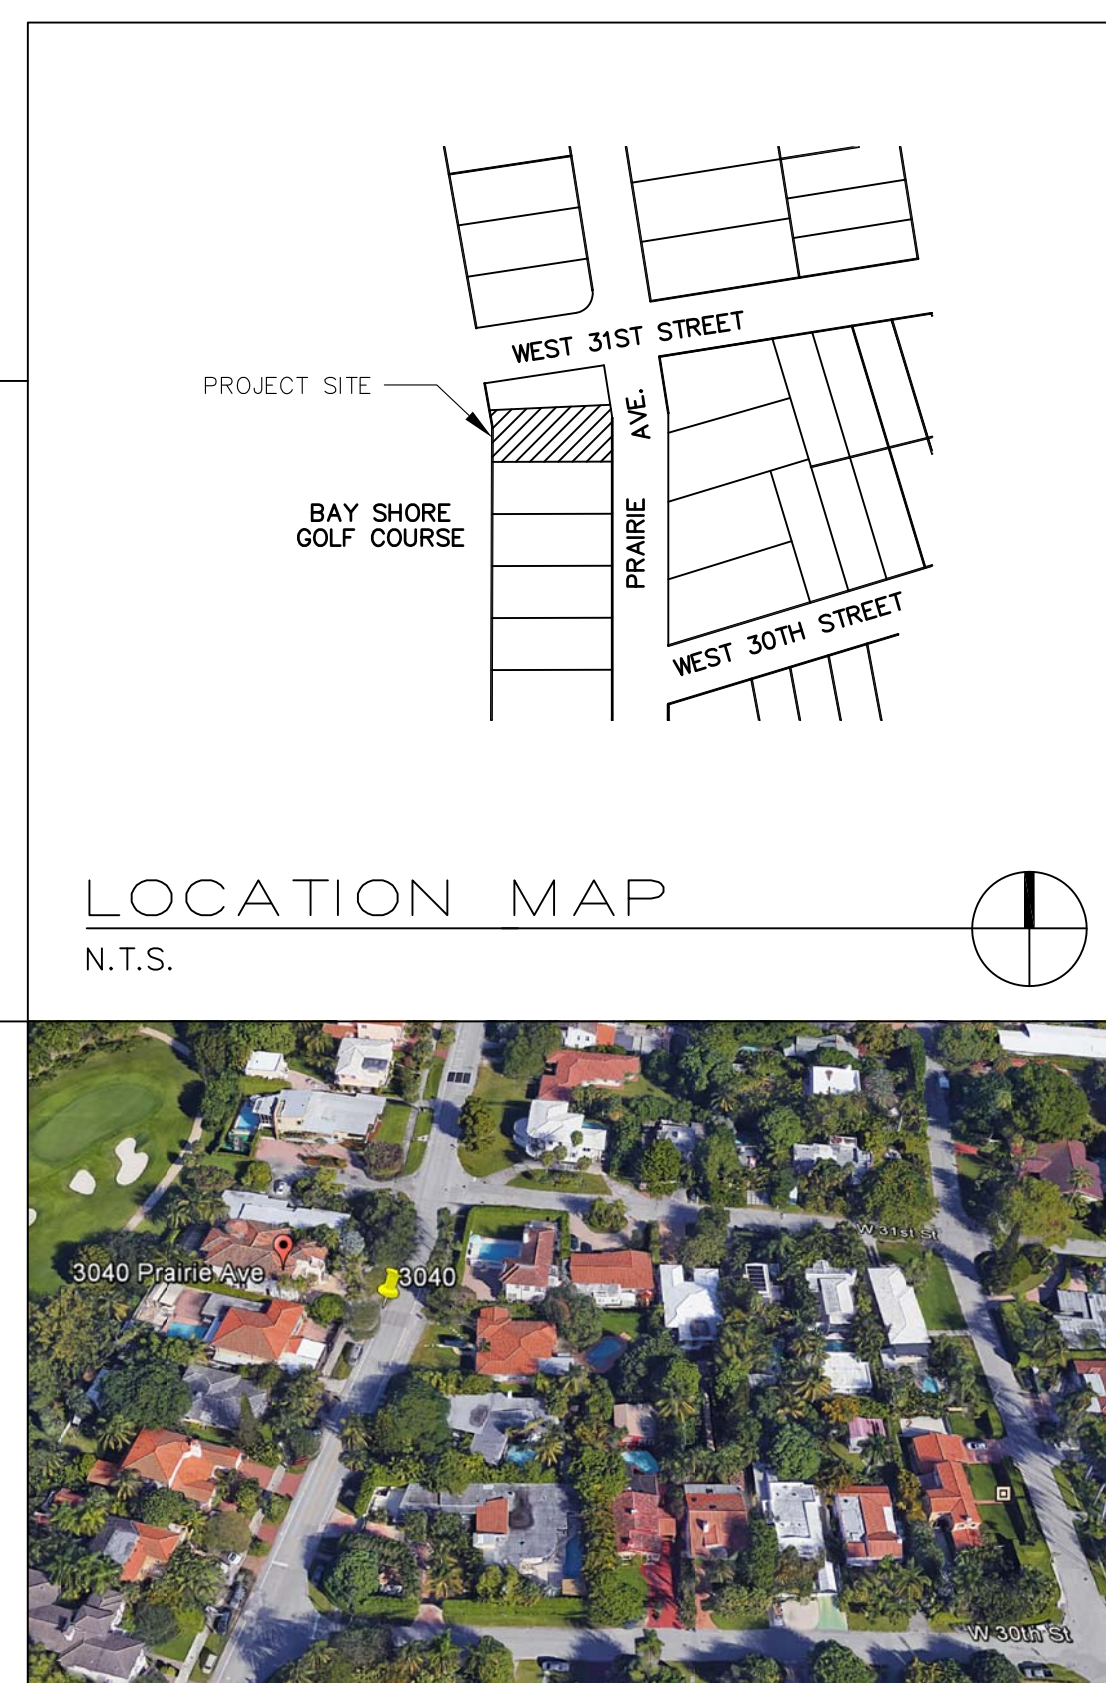 WEST 31ST STREET
PROJECT SITE
PRAIRIE AVE.
BAY SHORE
GOLF COURSE
WEST 30TH STREET
LOCATION MAP
N.T.S.
W 31st St
3040 Prairie Ave
3040
W 30th St